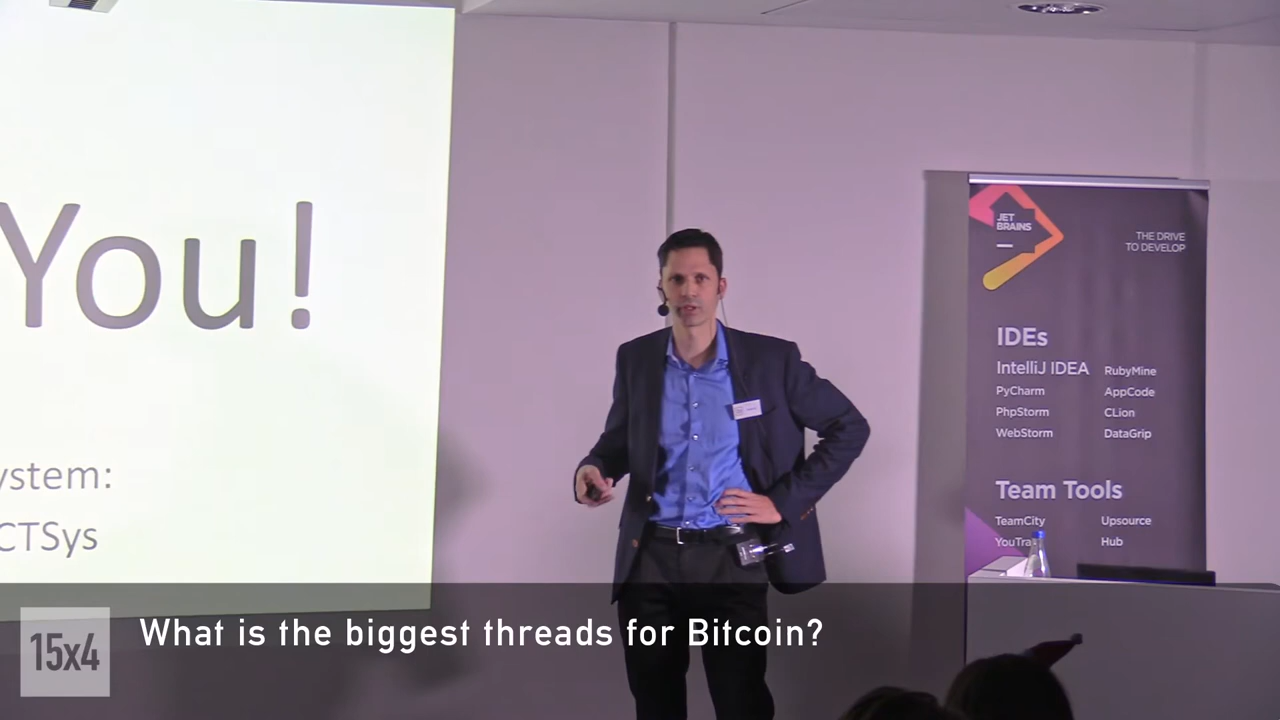 You!
ystem:
CTSys
JET
BRAINS
THE DRIVE
TO DEVELOP
IDEs
IntelliJ IDEA RubyMine
PyCharm AppCode
PhpStorm CLion
WebStorm DataGrip
Team Tools
TeamCity Upsource
YouTra Hub
15x4
What is the biggest threads for Bitcoin?